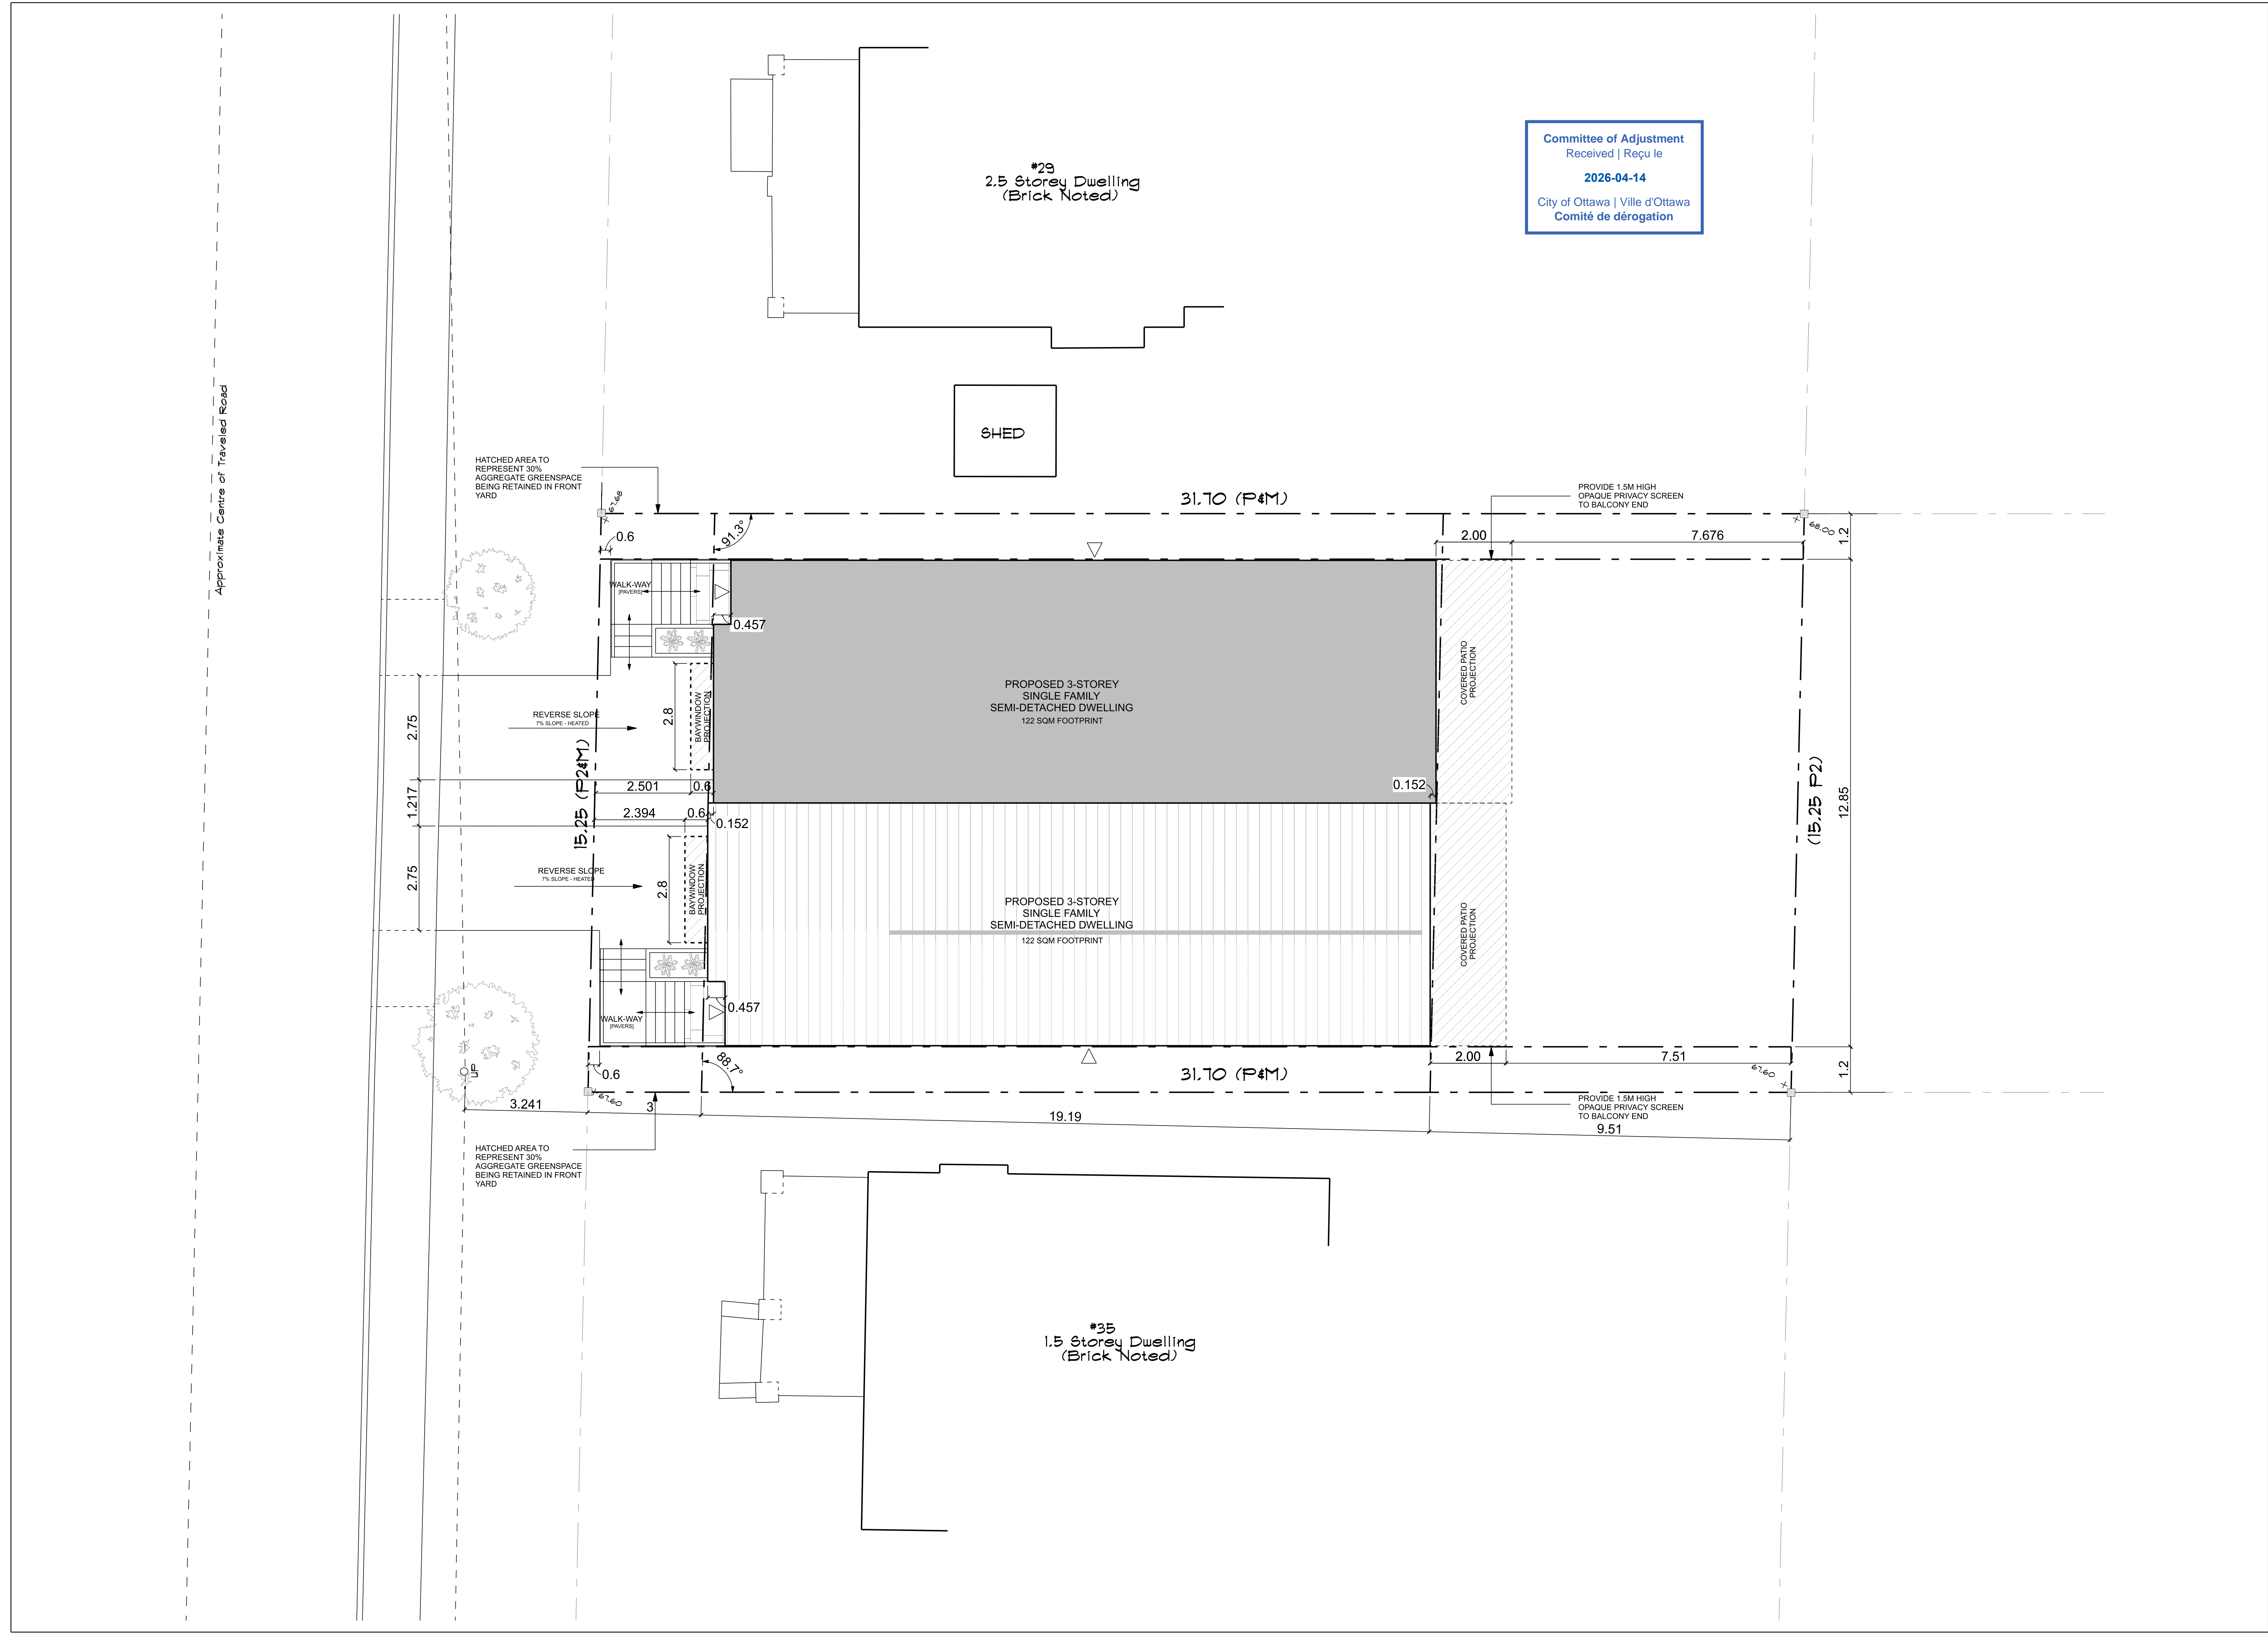 #29
2.5 Storey Dwelling
(Brick Noted)
Committee of Adjustment
Received | Reçu le
2026-04-14
City of Ottawa | Ville d'Ottawa
Comité de dérogation
Approximate Centre of Traveled Road
SHED
HATCHED AREA TO
REPRESENT 30%
AGGREGATE GREENSPACE
BEING RETAINED IN FRONT
YARD
67.68
31.70 (P&M)
PROVIDE 1.5M HIGH
OPAQUE PRIVACY SCREEN
TO BALCONY END
68.00
1.2
0.6
91.3°
2.00
7.676
WALK-WAY
[PAVERS]
0.457
COVERED PATIO
PROJECTION
PROPOSED 3-STOREY
SINGLE FAMILY
SEMI-DETACHED DWELLING
122 SQM FOOTPRINT
2.75
REVERSE SLOPE
7% SLOPE - HEATED
2.8
BAYWINDOW
PROJECTION
15.25 (P2&M)
2.501
0.6
0.152
1.217
2.394
0.6
0.152
(15.25 P2)
12.85
2.75
REVERSE SLOPE
7% SLOPE - HEATED
2.8
BAYWINDOW
PROJECTION
PROPOSED 3-STOREY
SINGLE FAMILY
SEMI-DETACHED DWELLING
122 SQM FOOTPRINT
COVERED PATIO
PROJECTION
WALK-WAY
[PAVERS]
0.457
UP
0.6
88.7°
31.70 (P&M)
2.00
7.51
67.60
1.2
67.60
3.241
3
19.19
9.51
PROVIDE 1.5M HIGH
OPAQUE PRIVACY SCREEN
TO BALCONY END
HATCHED AREA TO
REPRESENT 30%
AGGREGATE GREENSPACE
BEING RETAINED IN FRONT
YARD
#35
1.5 Storey Dwelling
(Brick Noted)